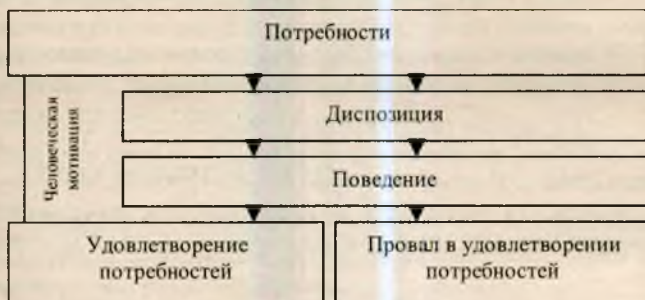 Потребности
Человеческая
мотивация
Диспозиция
Поведение
Удовлетворение
потребностей
Провал в удовлетворении
потребностей